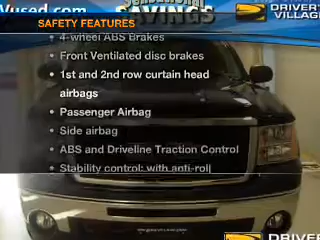 Vused.com
SAVINGS
DRIVER'S
VILLAGE
SAFETY FEATURES
4-wheel ABS Brakes
Front Ventilated disc brakes
1st and 2nd row curtain head
airbags
Passenger Airbag
Side airbag
ABS and Driveline Traction Control
Stability control: with anti-roll
DRIVER